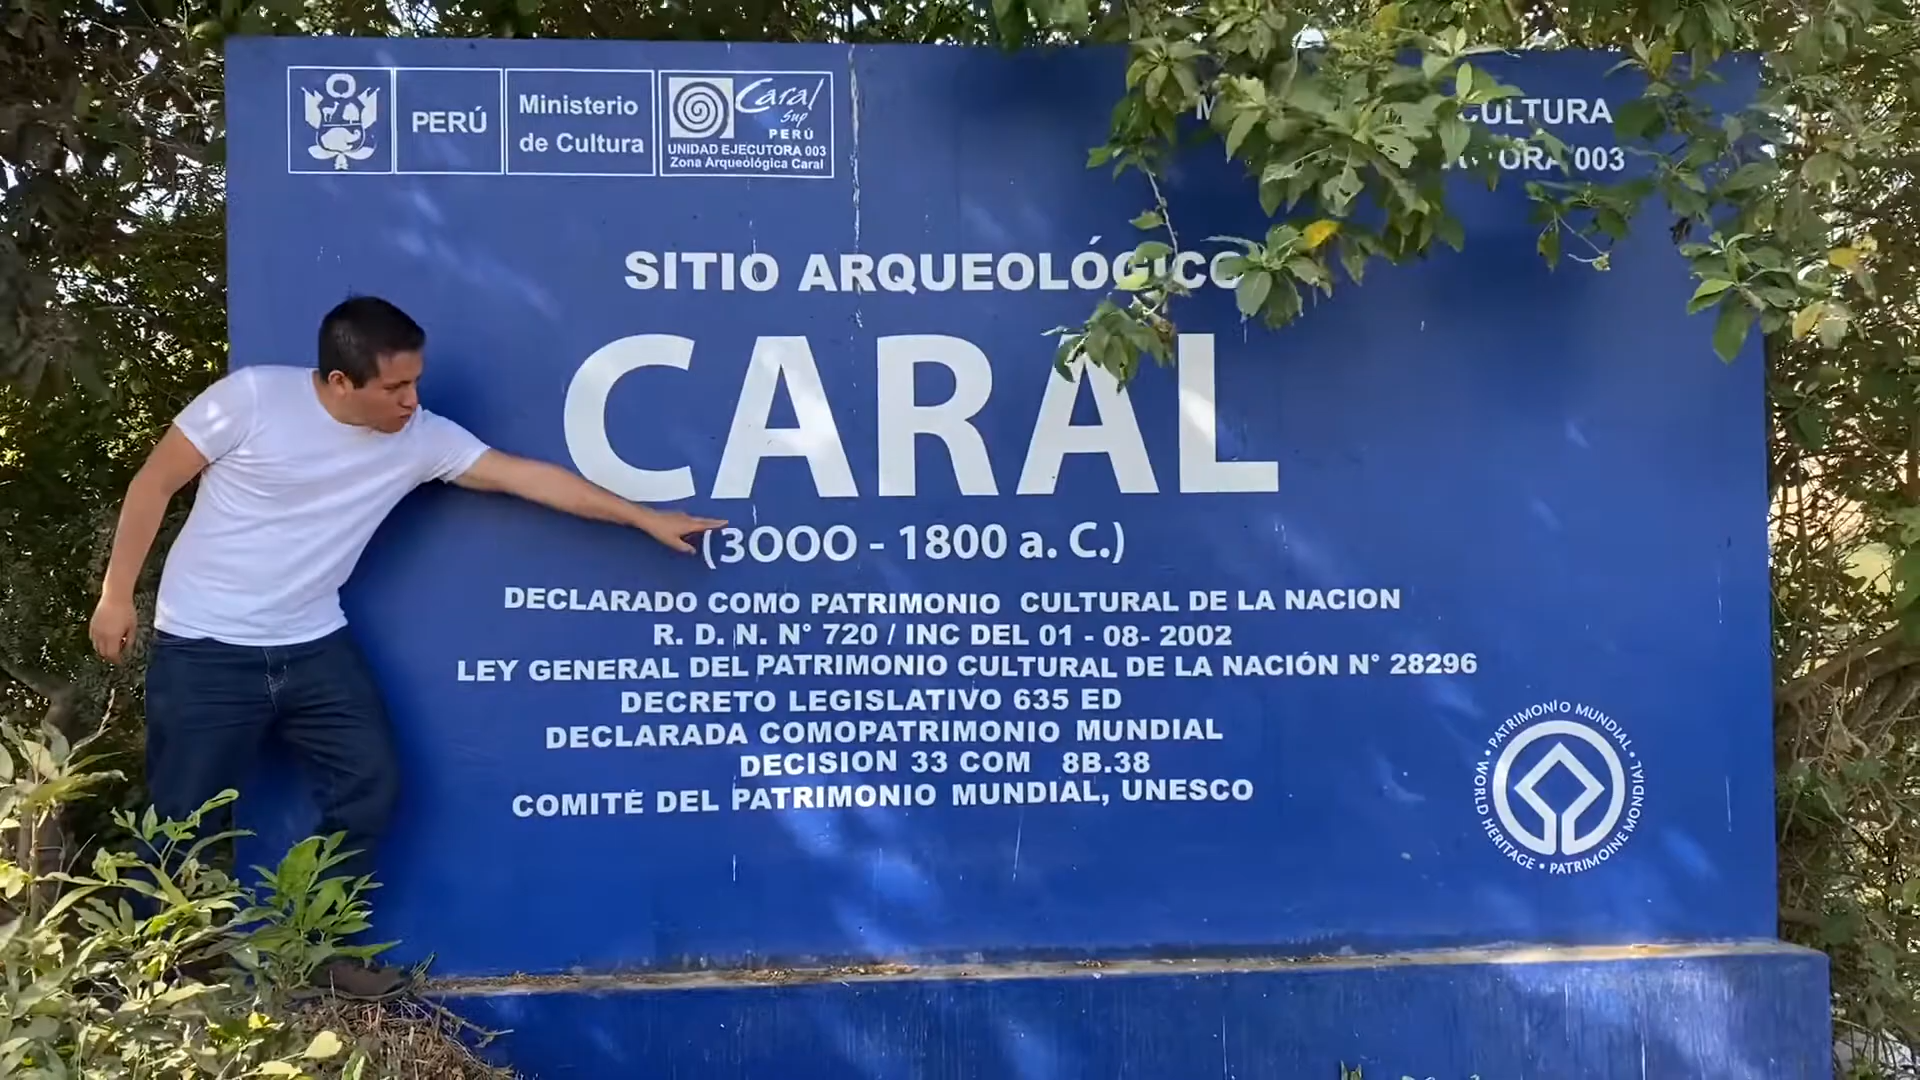 PERÚ
Ministerio
de Cultura
Caral
Sup
PERÚ
UNIDAD EJECUTORA 003
Zona Arqueológica Caral
CULTURA
003
SITIO ARQUEOLÓGICO
CARAL
(3000 - 1800 a. C.)
DECLARADO COMO PATRIMONIO CULTURAL DE LA NACION
R. D. N. N° 720 / INC DEL 01 - 08- 2002
LEY GENERAL DEL PATRIMONIO CULTURAL DE LA NACIÓN N° 28296
DECRETO LEGISLATIVO 635 ED
DECLARADA COMOPATRIMONIO MUNDIAL
DECISION 33 COM 8B.38
COMITÉ DEL PATRIMONIO MUNDIAL, UNESCO
PATRIMONIO MUNDIAL • WORLD HERITAGE • PATRIMOINE MONDIAL •